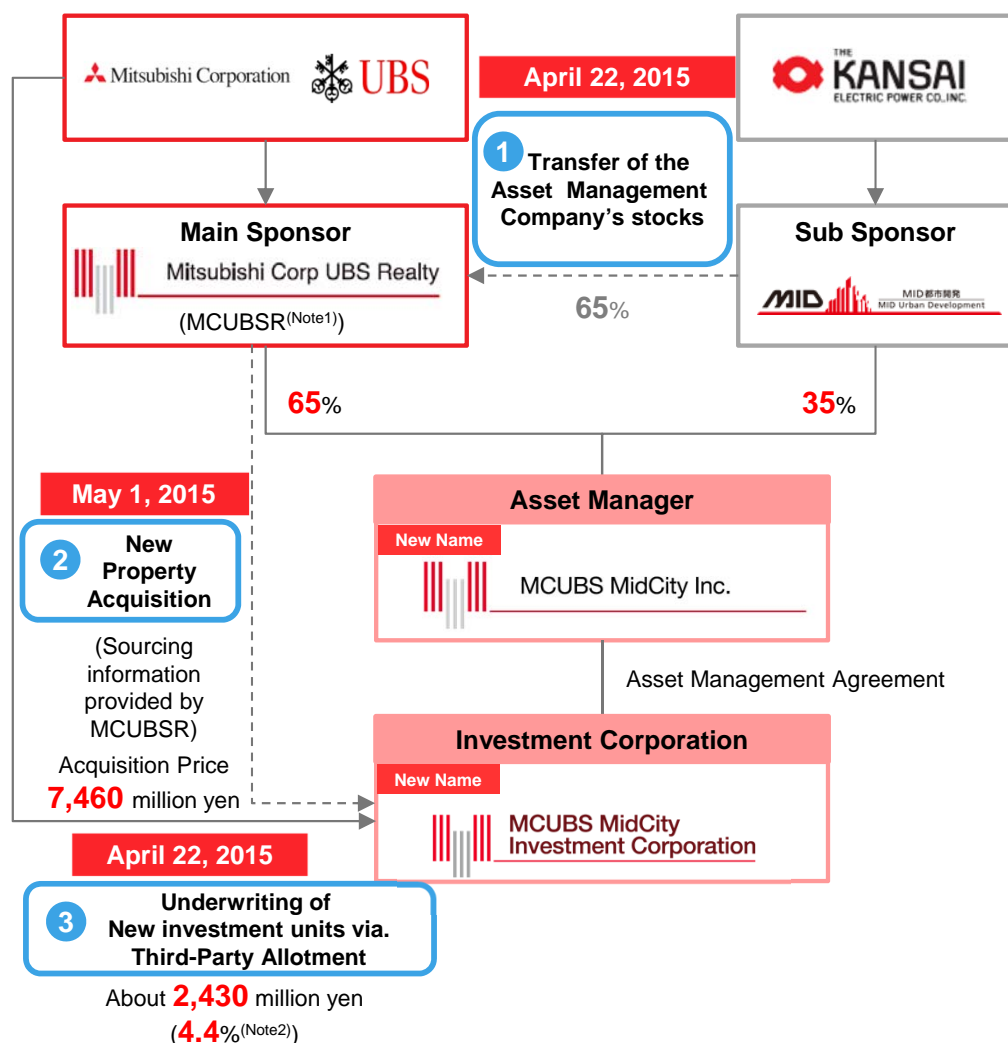 Mitsubishi Corporation
UBS
April 22, 2015
THE
KANSAI
ELECTRIC POWER CO.,INC.
1
Transfer of the
Asset Management
Company's stocks
Main Sponsor
Mitsubishi Corp UBS Realty
(MCUBSR(Note1))
65%
Sub Sponsor
MID
MID都市開発
MID Urban Development
65%
35%
May 1, 2015
2
New
Property
Acquisition
(Sourcing
information
provided by
MCUBSR)
Acquisition Price
7,460 million yen
Asset Manager
New Name
MCUBS MidCity Inc.
Asset Management Agreement
Investment Corporation
New Name
MCUBS MidCity
Investment Corporation
April 22, 2015
3
Underwriting of
New investment units via.
Third-Party Allotment
About 2,430 million yen
(4.4%(Note2))